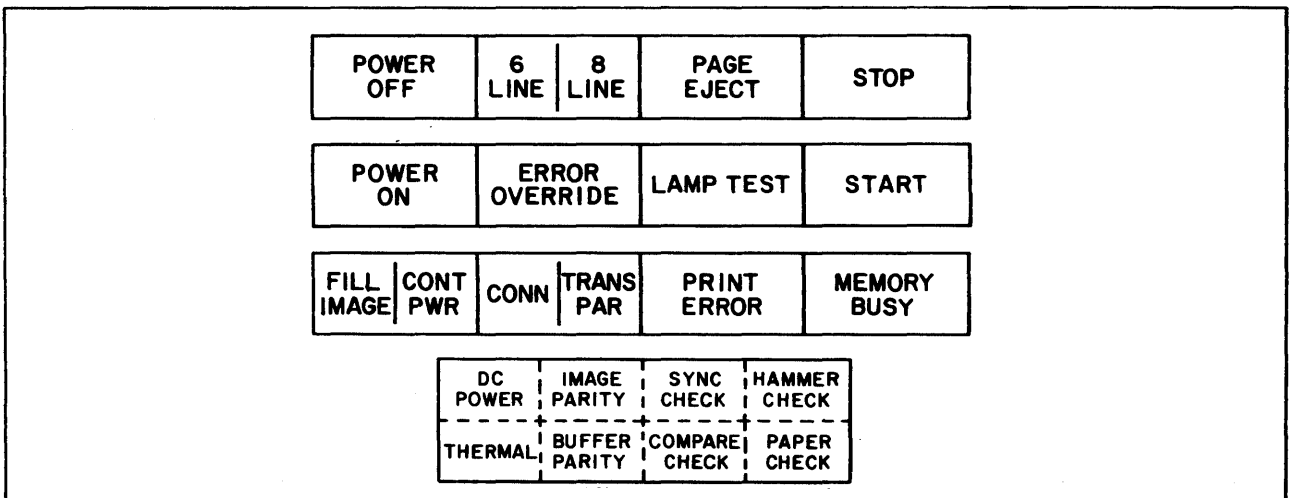 POWER OFF
6 LINE
8 LINE
PAGE EJECT
STOP
POWER ON
ERROR OVERRIDE
LAMP TEST
START
FILL IMAGE
CONT PWR
CONN
TRANS PAR
PRINT ERROR
MEMORY BUSY
DC POWER
IMAGE PARITY
SYNC CHECK
HAMMER CHECK
THERMAL
BUFFER PARITY
COMPARE CHECK
PAPER CHECK